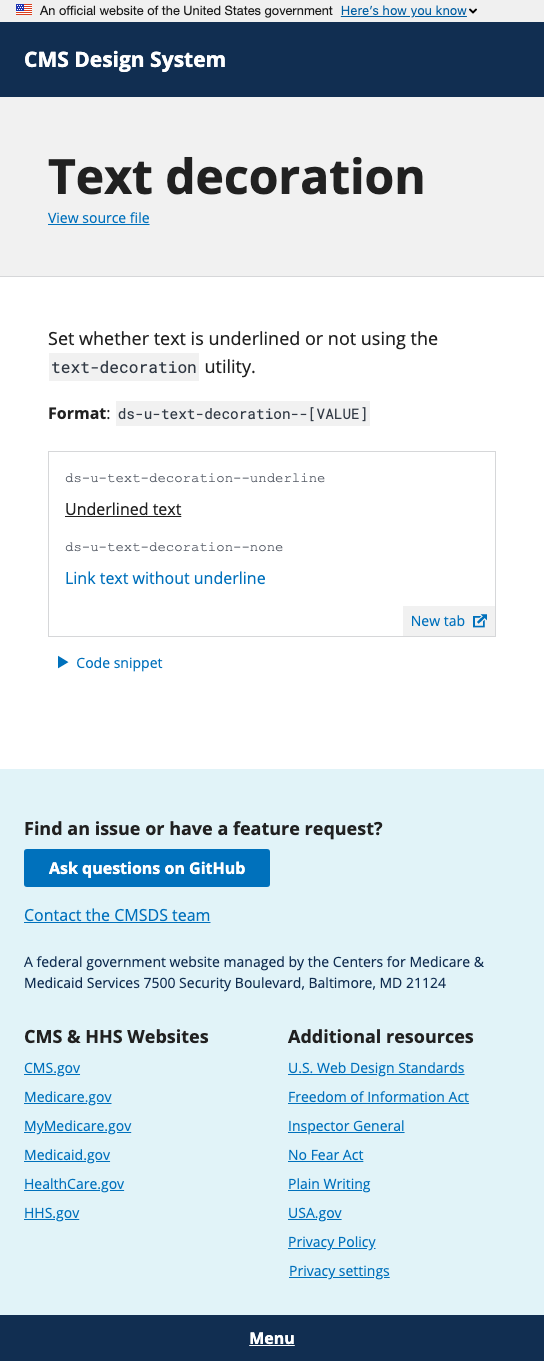 An official website of the United States government Here's how you know
CMS Design System
Text decoration
View source file
Set whether text is underlined or not using the
text-decoration utility.
Format: ds-u-text-decoration--[VALUE]
ds-u-text-decoration--underline
Underlined text
ds-u-text-decoration--none
Link text without underline
New tab
Code snippet
Find an issue or have a feature request?
Ask questions on GitHub
Contact the CMSDS team
A federal government website managed by the Centers for Medicare &
Medicaid Services 7500 Security Boulevard, Baltimore, MD 21124
CMS & HHS Websites
CMS.gov
Medicare.gov
MyMedicare.gov
Medicaid.gov
HealthCare.gov
HHS.gov
Additional resources
U.S. Web Design Standards
Freedom of Information Act
Inspector General
No Fear Act
Plain Writing
USA.gov
Privacy Policy
Privacy settings
Menu